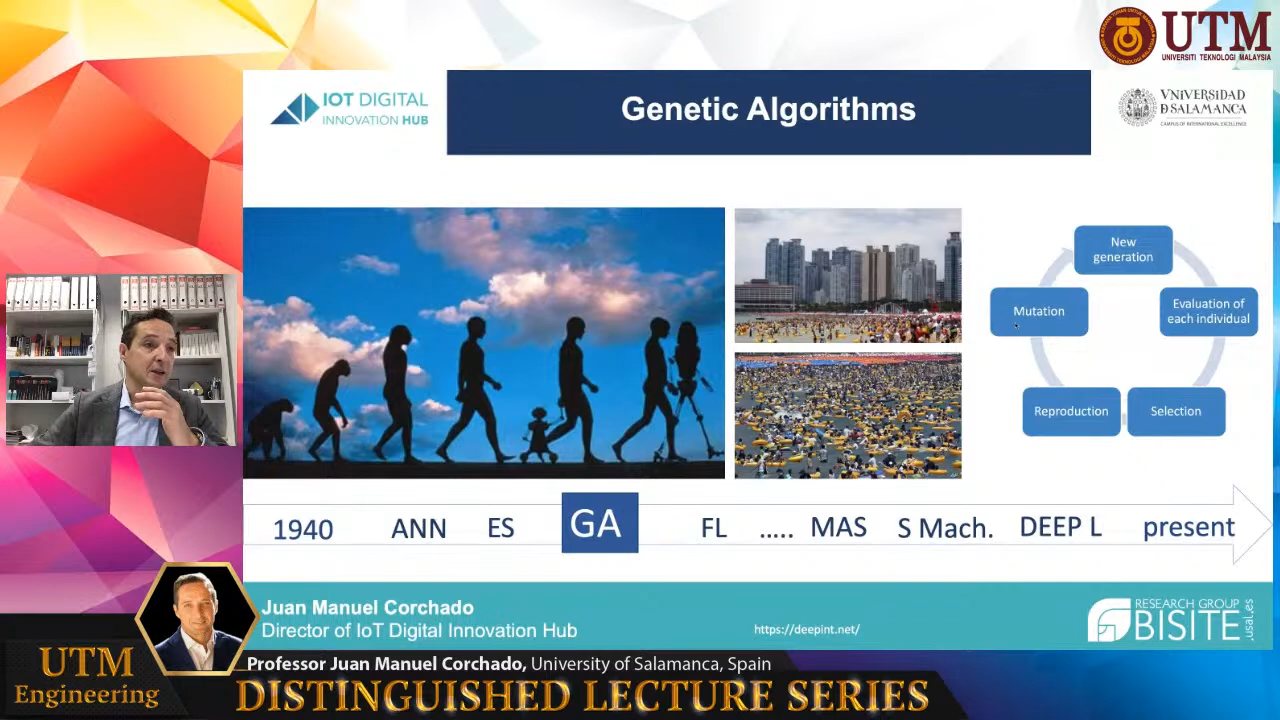 UTM
UNIVERSITI TEKNOLOGI MALAYSIA
IOT DIGITAL
INNOVATION HUB
Genetic Algorithms
VNIVERSIDAD
D SALAMANCA
CAMPUS OF INTERNATIONAL EXCELLENCE
New
generation
Mutation
Evaluation of
each individual
Reproduction
Selection
1940 ANN ES GA FL ..... MAS S Mach. DEEP L present
Juan Manuel Corchado
Director of IoT Digital Innovation Hub
https://deepint.net/
RESEARCH GROUP
BISITE
.usal.es
UTM
Engineering
Professor Juan Manuel Corchado, University of Salamanca, Spain
DISTINGUISHED LECTURE SERIES